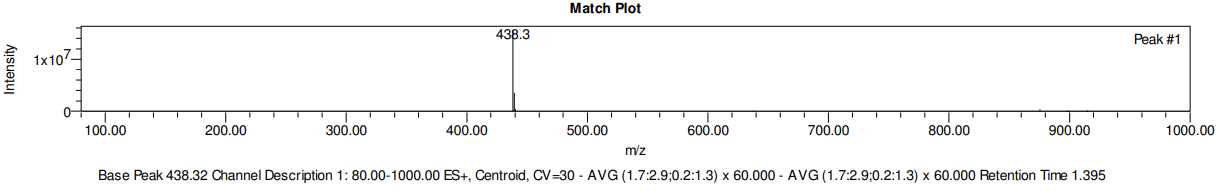 Match Plot
438.3
Peak #1
Intensity
1x10⁷
0
100.00 200.00 300.00 400.00 500.00 600.00 700.00 800.00 900.00 1000.00
m/z
Base Peak 438.32 Channel Description 1: 80.00-1000.00 ES+, Centroid, CV=30 - AVG (1.7:2.9;0.2:1.3) x 60.000 - AVG (1.7:2.9;0.2:1.3) x 60.000 Retention Time 1.395